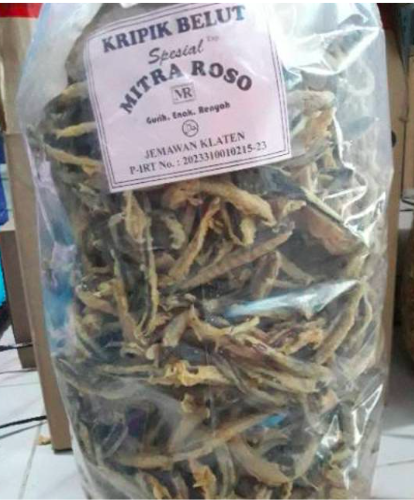 KRIPIK BELUT
Spesial
MITRA ROSO
MR
Gurih, Enak, Renyah
JEMAWAN KLATEN
P-IRT No. : 2023310010215-23